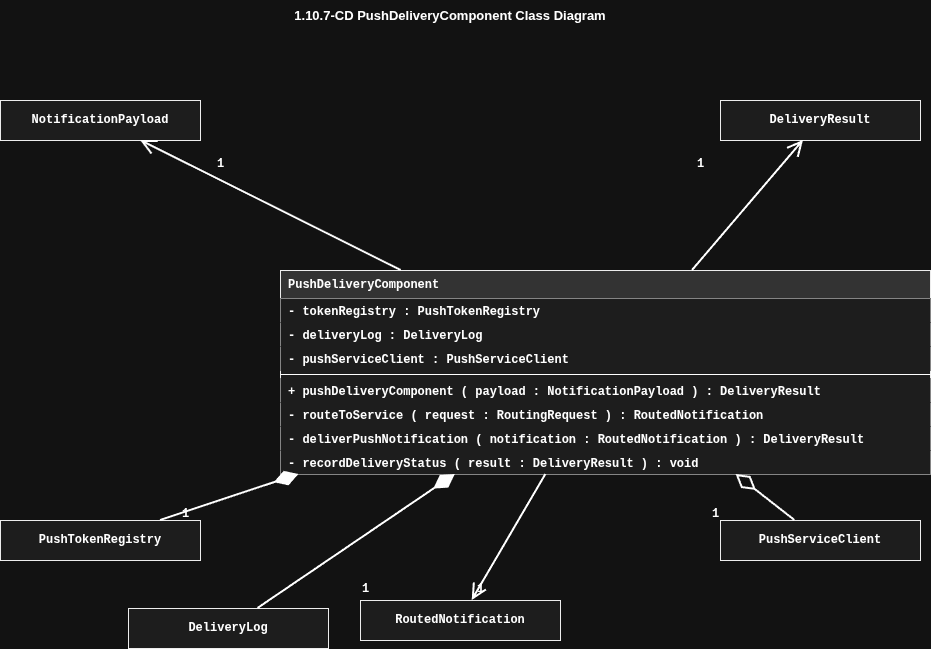 1.10.7-CD PushDeliveryComponent Class Diagram
NotificationPayload
DeliveryResult
1
1
PushDeliveryComponent
- tokenRegistry : PushTokenRegistry
- deliveryLog : DeliveryLog
- pushServiceClient : PushServiceClient
+ pushDeliveryComponent ( payload : NotificationPayload ) : DeliveryResult
- routeToService ( request : RoutingRequest ) : RoutedNotification
- deliverPushNotification ( notification : RoutedNotification ) : DeliveryResult
- recordDeliveryStatus ( result : DeliveryResult ) : void
1
1
PushTokenRegistry
PushServiceClient
1
1
DeliveryLog
RoutedNotification